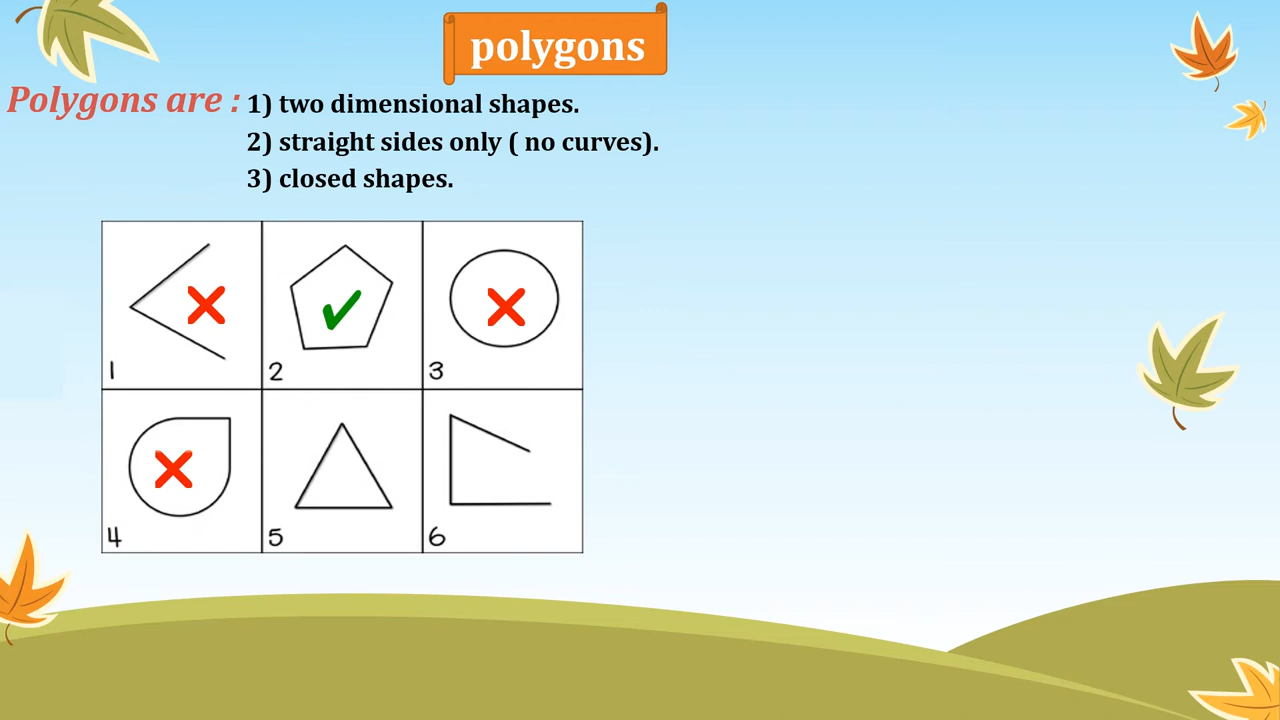 polygons
Polygons are : 1) two dimensional shapes.
2) straight sides only ( no curves).
3) closed shapes.
1 2 3
4 5 6